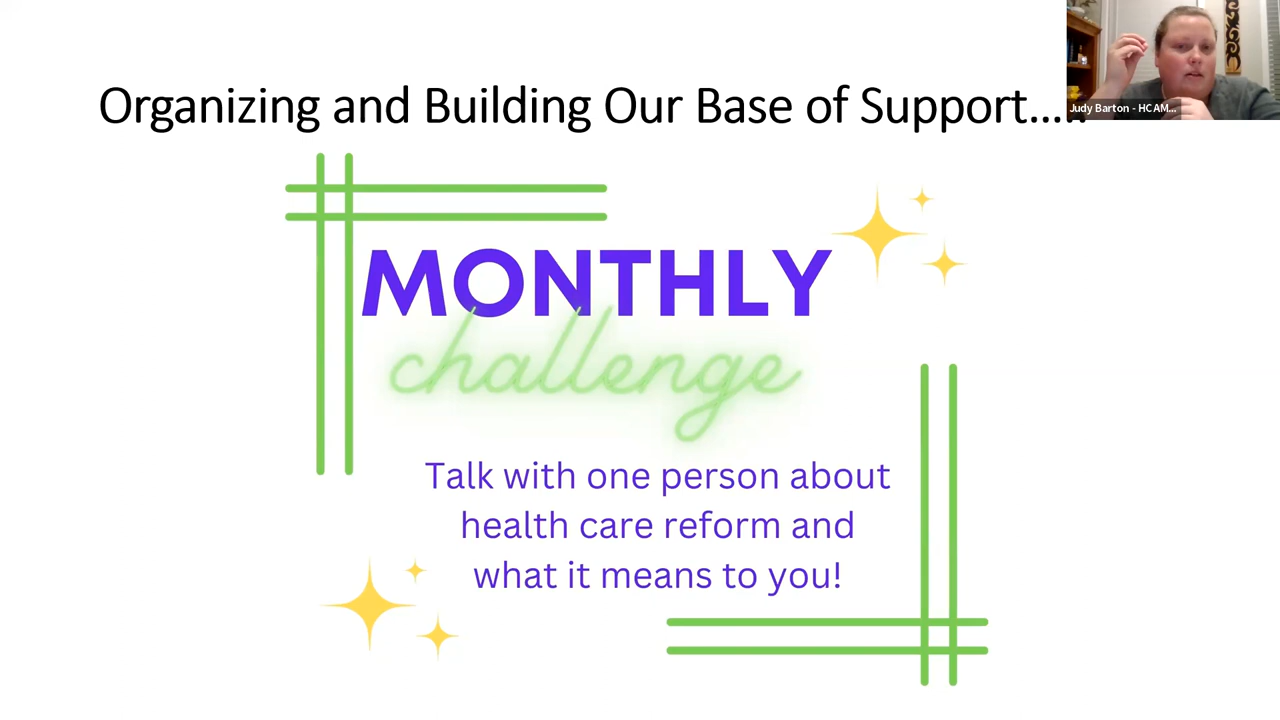 Organizing and Building Our Base of Support.....
Judy Barton - HCAM...
MONTHLY
challenge
Talk with one person about
health care reform and
what it means to you!